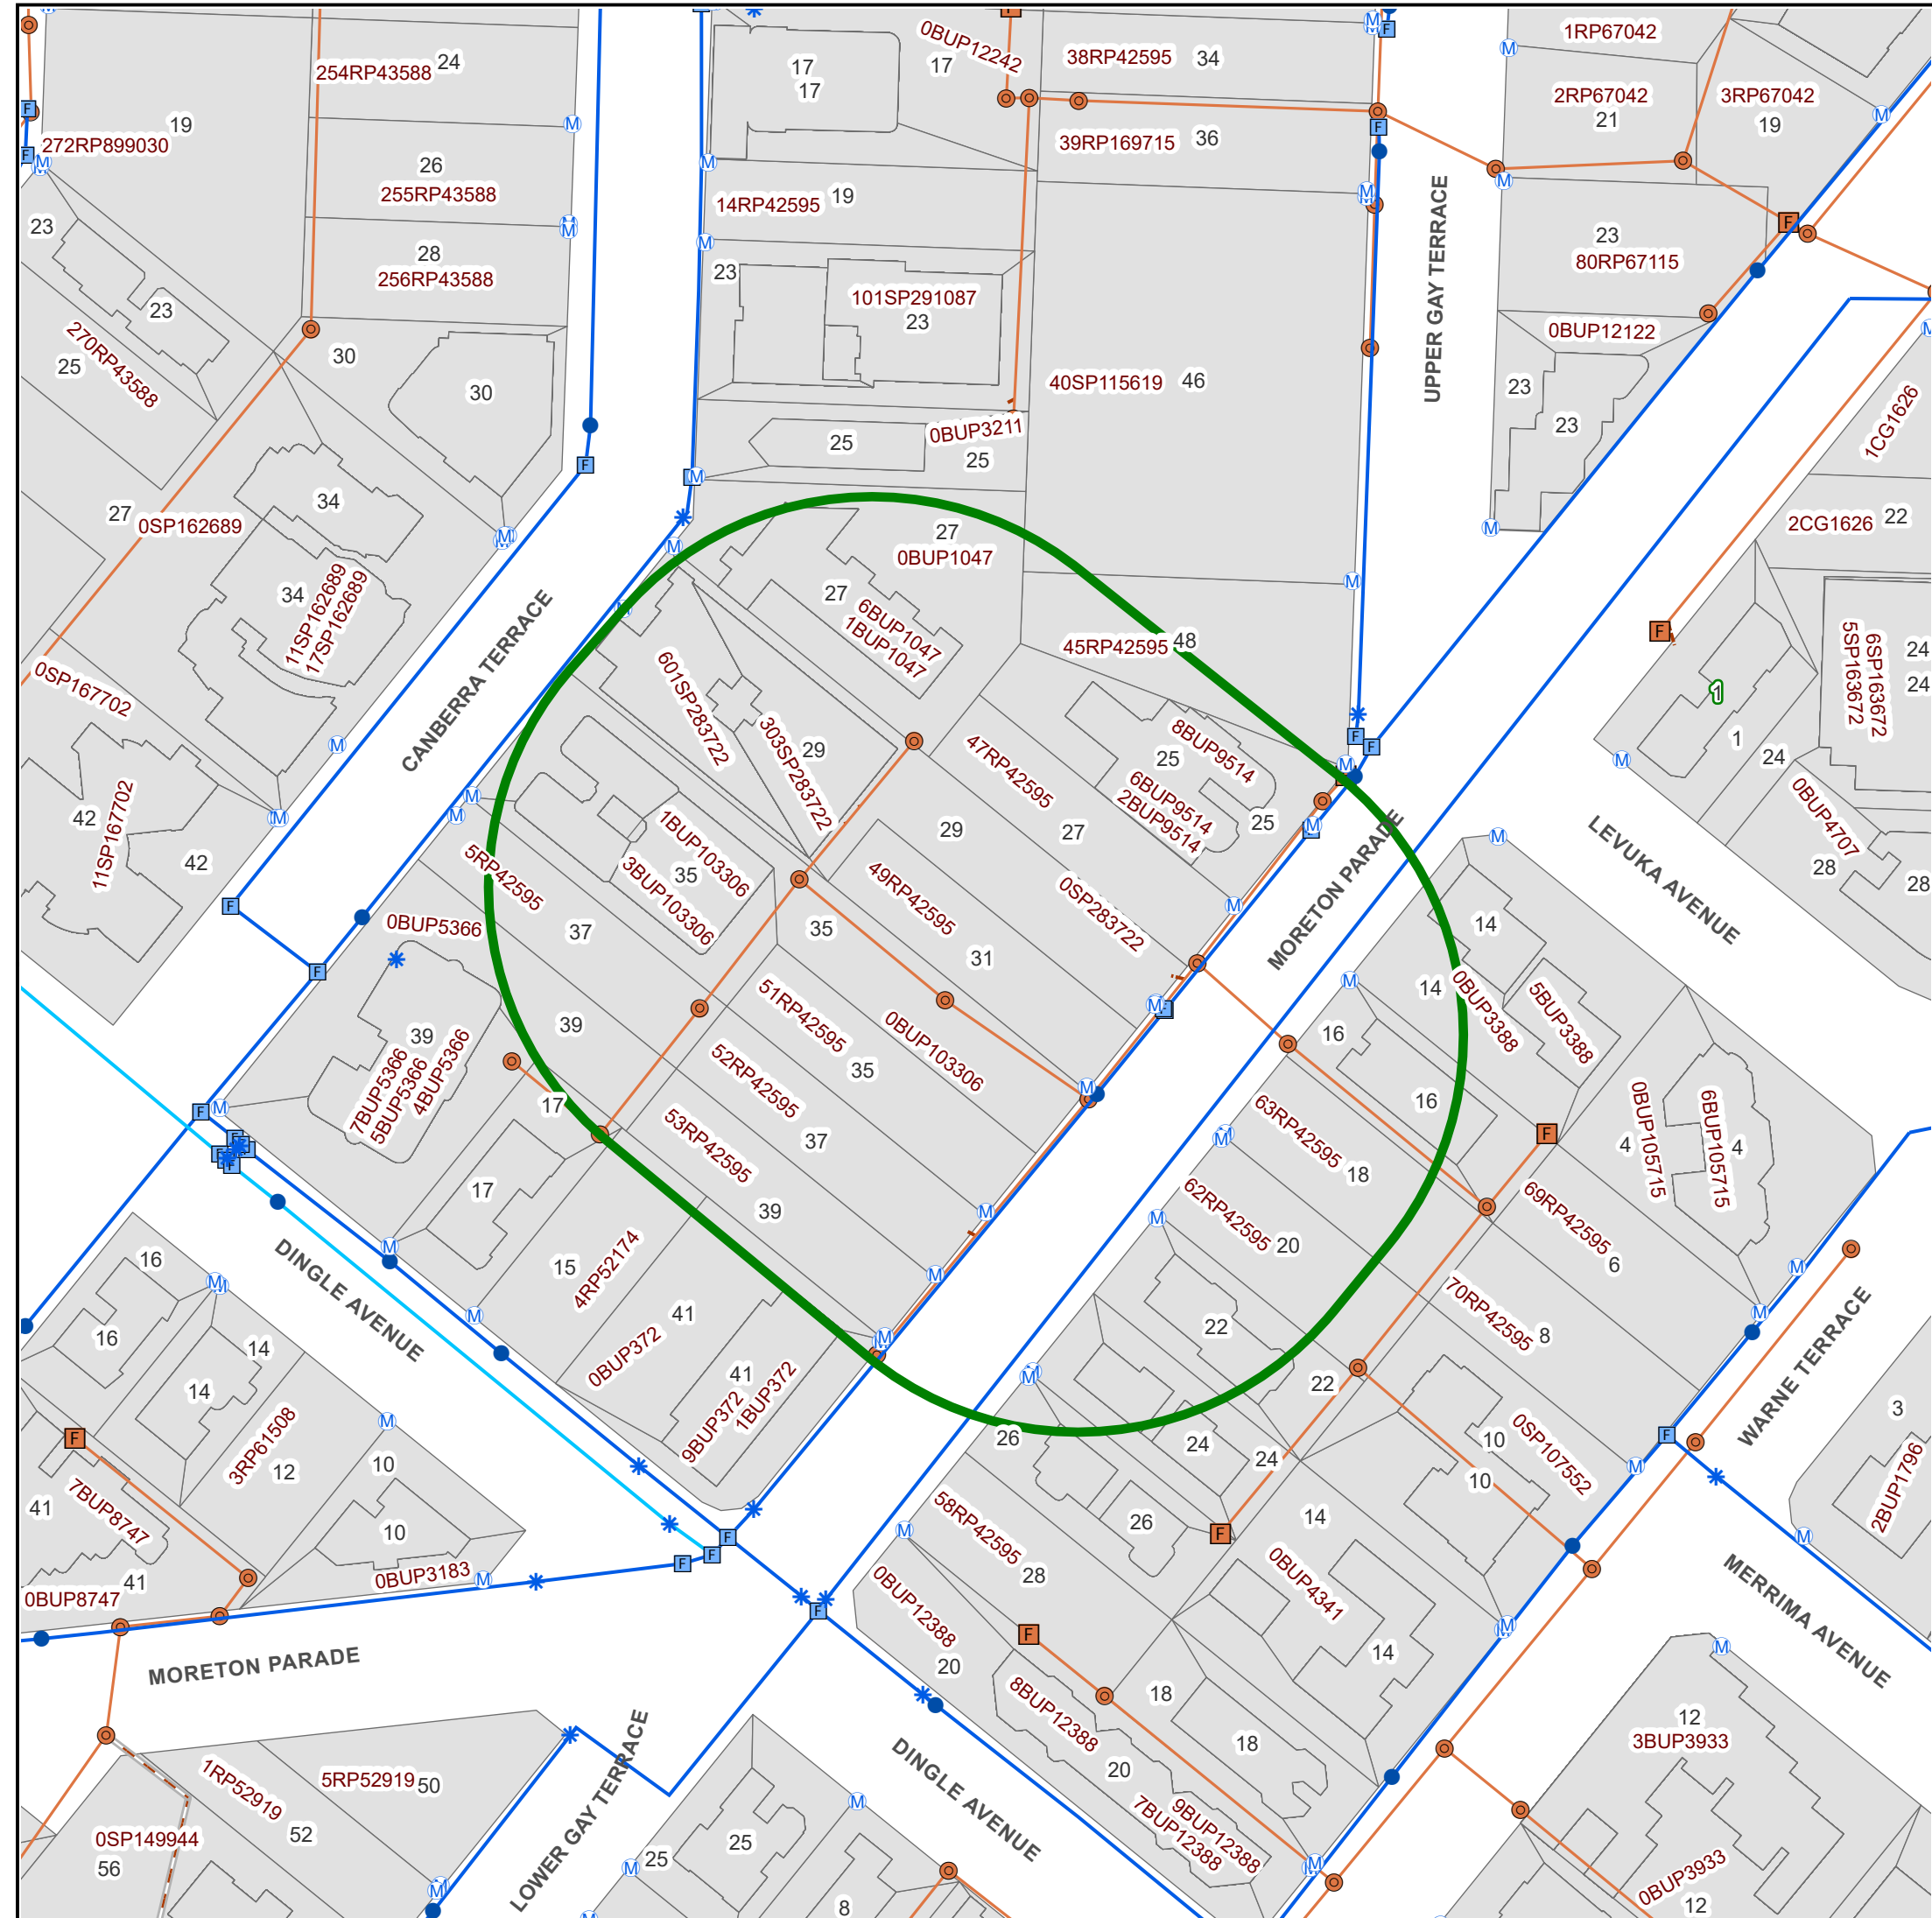 0BUP12242
38RP42595 34
1RP67042
254RP43588 24
17
17
17
2RP67042
21
3RP67042
19
272RP899030
19
39RP169715 36
26
255RP43588
14RP42595 19
23
28
256RP43588
23
80RP67115
23
101SP291087
23
23
270RP43588
25
30
30
40SP115619 46
UPPER GAY TERRACE
0BUP12122
23
23
1CG1626
25
0BUP3211
25
34
27
0SP162689
2CG1626 22
27
0BUP1047
27
6BUP1047
1BUP1047
34
11SP162689
17SP162689
CANBERRA TERRACE
0SP167702
45RP42595 48
601SP283722
303SP283722
29
1
1
24
5SP163672
6SP163672
24
24
47RP42595
27
25
8BUP9514
6BUP9514
2BUP9514
25
42
11SP167702
42
29
MORETON PARADE
LEVUKA AVENUE
0BUP4707
28
28
5RP42595
1BUP103306
35
3BUP103306
49RP42595
0SP283722
0BUP5366
37
35
31
14
14
0BUP3388
5BUP3388
39
39
7BUP5366
5BUP5366
4BUP5366
51RP42595
35
0BUP103306
16
16
17
52RP42595
37
63RP42595
18
4
0BUP105715
6BUP105715
4
53RP42595
39
17
62RP42595
20
69RP42595
6
15
4RP52174
16
16
DINGLE AVENUE
41
0BUP372
22
70RP42595 8
WARNE TERRACE
14
14
41
9BUP372
1BUP372
22
3
3RP61508
12
10
26
24
24
10
10
0SP107552
2BUP1796
41
7BUP8747
10
58RP42595
28
26
14
0BUP4341
41
0BUP8747
0BUP3183
0BUP12388
20
14
MERRIMA AVENUE
MORETON PARADE
18
8BUP12388
18
12
3BUP3933
1RP52919
5RP52919 50
LOWER GAY TERRACE
DINGLE AVENUE
20
7BUP12388
9BUP12388
0SP149944
56
52
25
25
8
0BUP3933
12